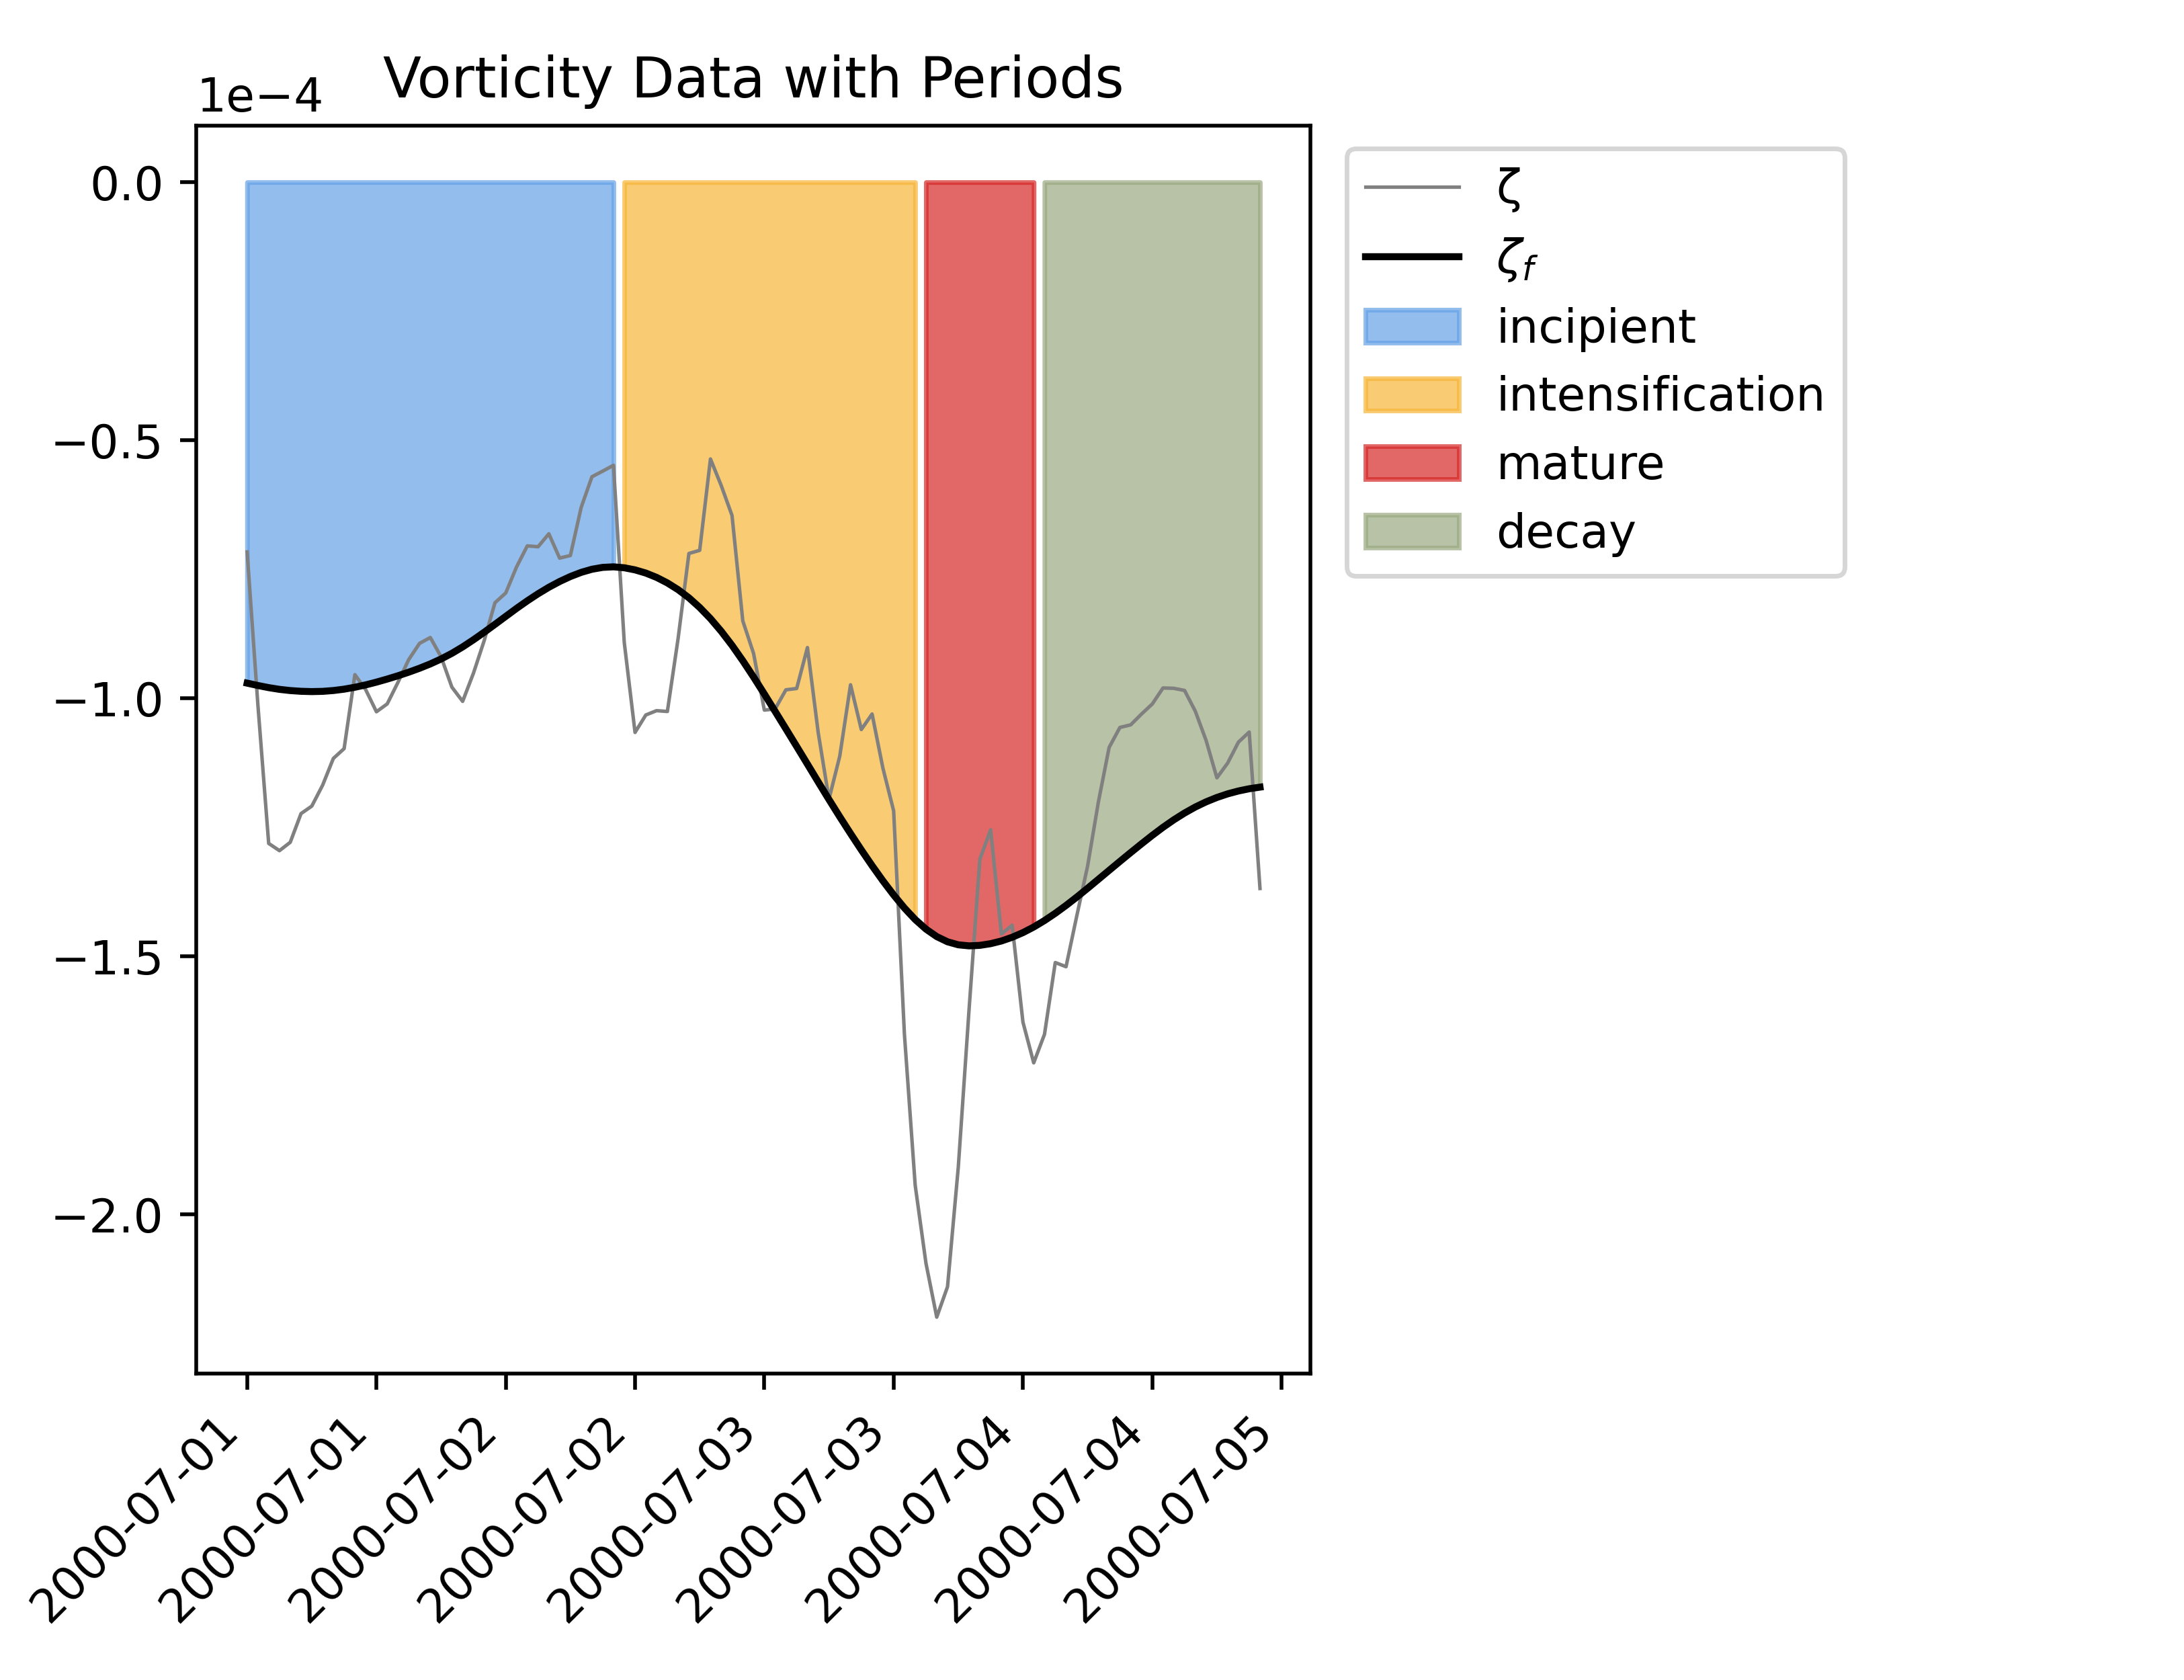 Vorticity Data with Periods
1e−4
0.0
−0.5
−1.0
−1.5
−2.0
2000-07-01
2000-07-01
2000-07-02
2000-07-02
2000-07-03
2000-07-03
2000-07-04
2000-07-04
2000-07-05
ζ
ζf
incipient
intensification
mature
decay